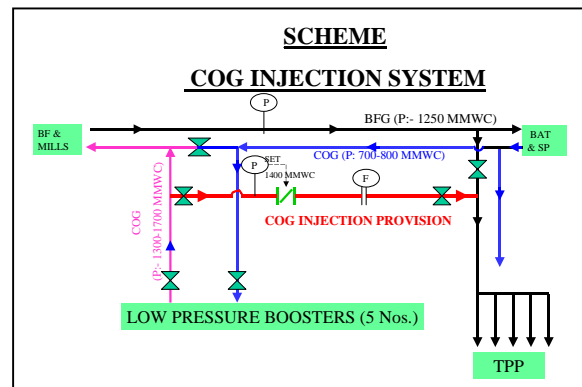 SCHEME
COG INJECTION SYSTEM
P
BFG (P:- 1250 MMWC)
BF &
MILLS
BAT
& SP
COG (P: 700-800 MMWC)
P
SET
1400 MMWC
F
COG INJECTION PROVISION
COG
(P:- 1300-1700 MMWC)
LOW PRESSURE BOOSTERS (5 Nos.)
TPP